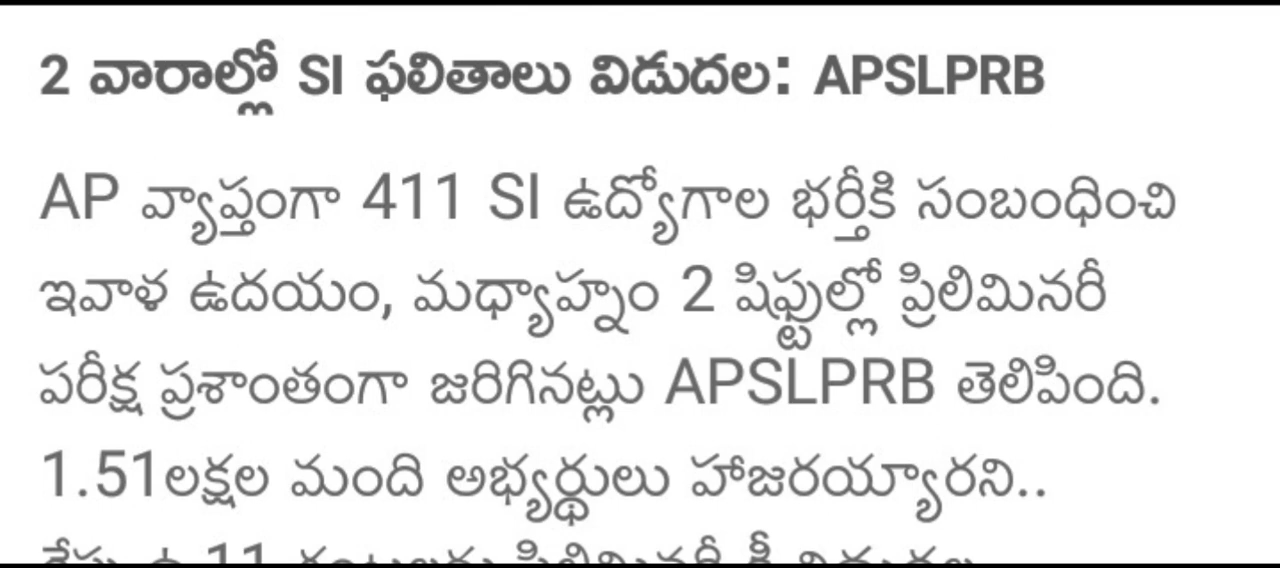 2 వారాల్లో SI ఫలితాలు విడుదల: APSLPRB
AP వ్యాప్తంగా 411 SI ఉద్యోగాల భర్తీకి సంబంధించి
ఇవాళ ఉదయం, మధ్యాహ్నం 2 షిఫ్టుల్లో ప్రిలిమినరీ
పరీక్ష ప్రశాంతంగా జరిగినట్లు APSLPRB తెలిపింది.
1.51లక్షల మంది అభ్యర్థులు హాజరయ్యారని..
11